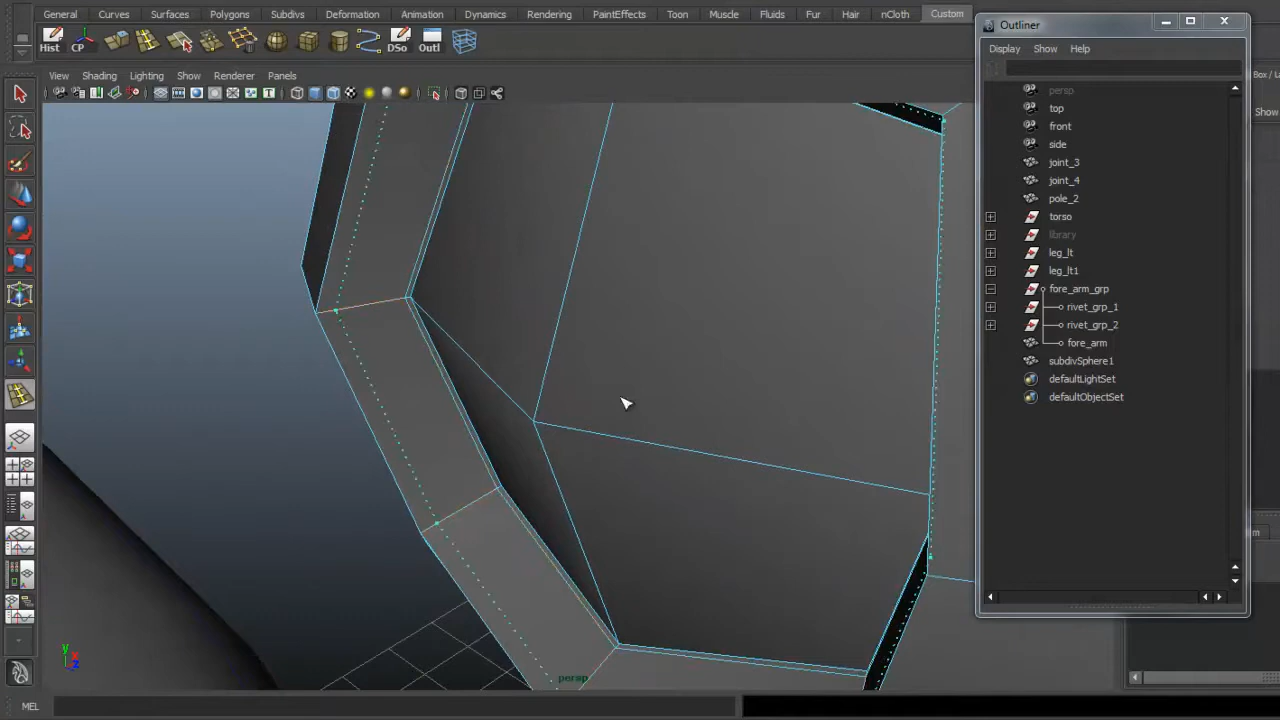 General Curves Surfaces Polygons Subdivs Deformation Animation Dynamics Rendering PaintEffects Toon Muscle Fluids Fur Hair nCloth Custom
Outliner
Hist CP DSo Outl
Display Show Help
View Shading Lighting Show Renderer Panels
persp
top
Show
front
side
joint_3
joint_4
pole_2
torso
library
leg_lt
leg_lt1
fore_arm_grp
rivet_grp_1
rivet_grp_2
fore_arm
subdivSphere1
defaultLightSet
defaultObjectSet
y
x
z
persp
MEL